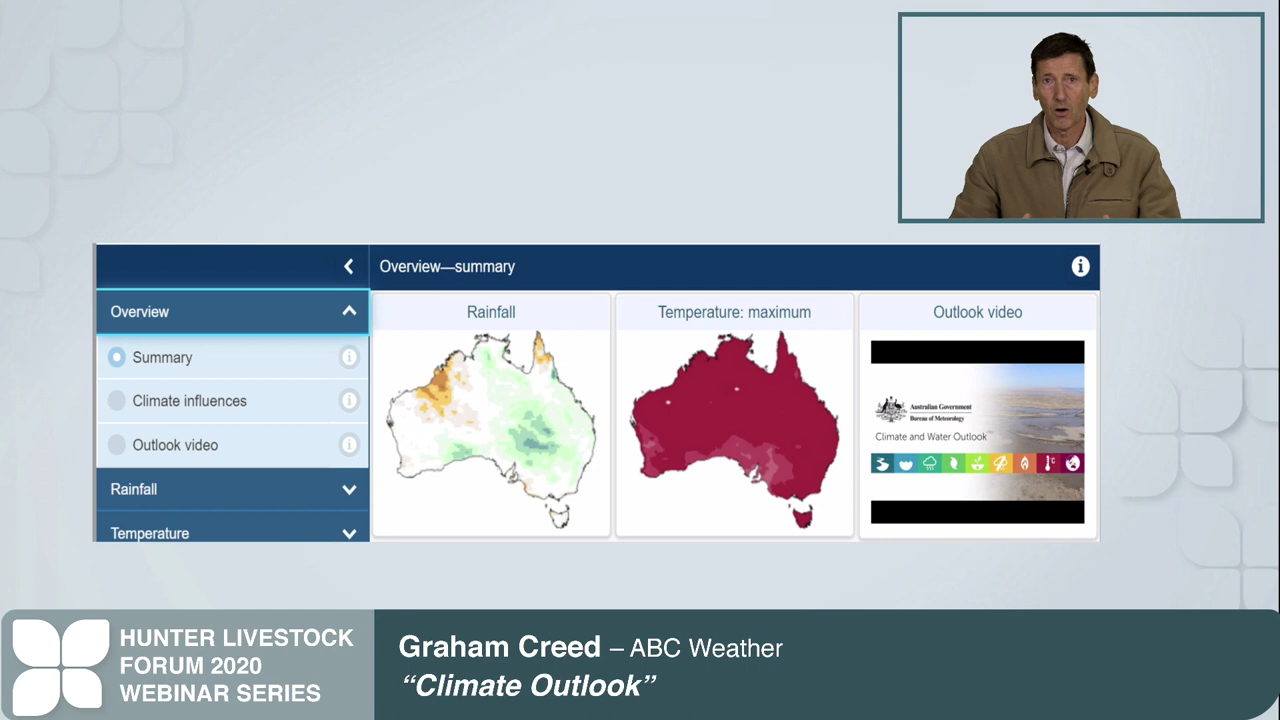 Overview—summary
Overview
Summary
Climate influences
Outlook video
Rainfall
Temperature
Rainfall
Temperature: maximum
Outlook video
Australian Government
Bureau of Meteorology
Climate and Water Outlook
°C
HUNTER LIVESTOCK
FORUM 2020
WEBINAR SERIES
Graham Creed – ABC Weather
“Climate Outlook”